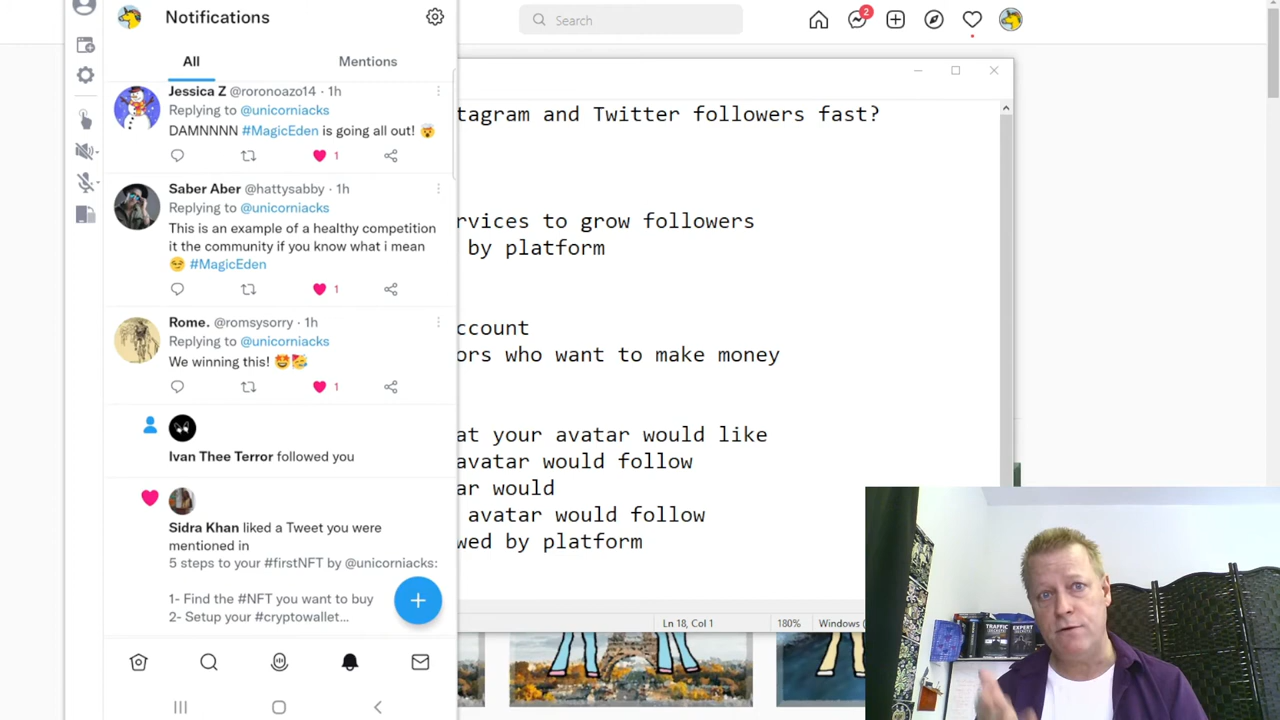 Notifications
Search
2
All
Mentions
Jessica Z @roronoazo14 · 1h
Replying to @unicorniacks
DAMNNNN #MagicEden is going all out! 🤯
1
Saber Aber @hattysabby · 1h
Replying to @unicorniacks
This is an example of a healthy competition
it the community if you know what i mean
😏 #MagicEden
1
Rome. @romsysorry · 1h
Replying to @unicorniacks
We winning this! 🤩🥳
1
Ivan Thee Terror followed you
Sidra Khan liked a Tweet you were
mentioned in
5 steps to your #firstNFT by @unicorniacks:
1- Find the #NFT you want to buy
2- Setup your #cryptowallet...
tagram and Twitter followers fast?
rvices to grow followers
by platform
ccount
ors who want to make money
at your avatar would like
avatar would follow
ar would
avatar would follow
wed by platform
Ln 18, Col 1
180%
Windows (
TRAFFIC
SECRETS
EXPERT
SECRETS